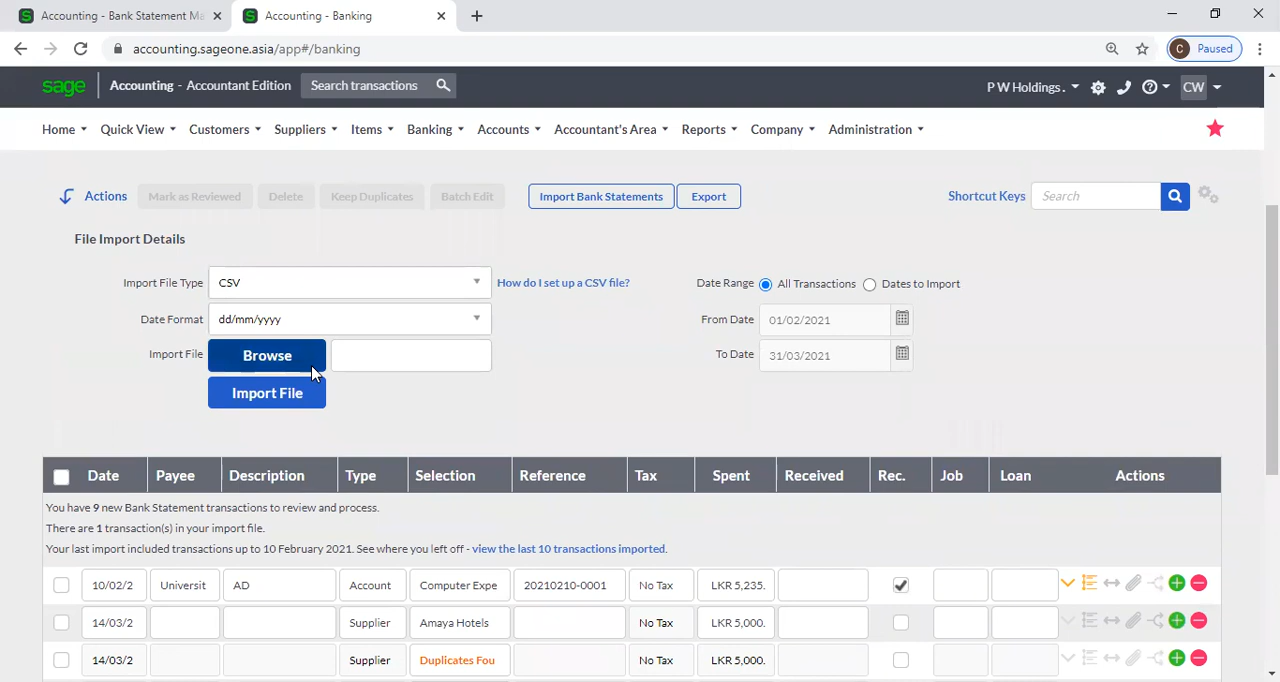 Accounting - Bank Statement Ma
Accounting - Banking
accounting.sageone.asia/app#/banking
C Paused
sage Accounting - Accountant Edition Search transactions P W Holdings . CW
Home Quick View Customers Suppliers Items Banking Accounts Accountant's Area Reports Company Administration
Actions Mark as Reviewed Delete Keep Duplicates Batch Edit Import Bank Statements Export Shortcut Keys Search
File Import Details
Import File Type CSV How do I set up a CSV file? Date Range All Transactions Dates to Import
Date Format dd/mm/yyyy From Date 01/02/2021
Import File Browse To Date 31/03/2021
Import File
Date Payee Description Type Selection Reference Tax Spent Received Rec. Job Loan Actions
You have 9 new Bank Statement transactions to review and process.
There are 1 transaction(s) in your import file.
Your last import included transactions up to 10 February 2021. See where you left off - view the last 10 transactions imported.
10/02/2 Universit AD Account Computer Expe 20210210-0001 No Tax LKR 5,235.
14/03/2 Supplier Amaya Hotels No Tax LKR 5,000.
14/03/2 Supplier Duplicates Fou No Tax LKR 5,000.